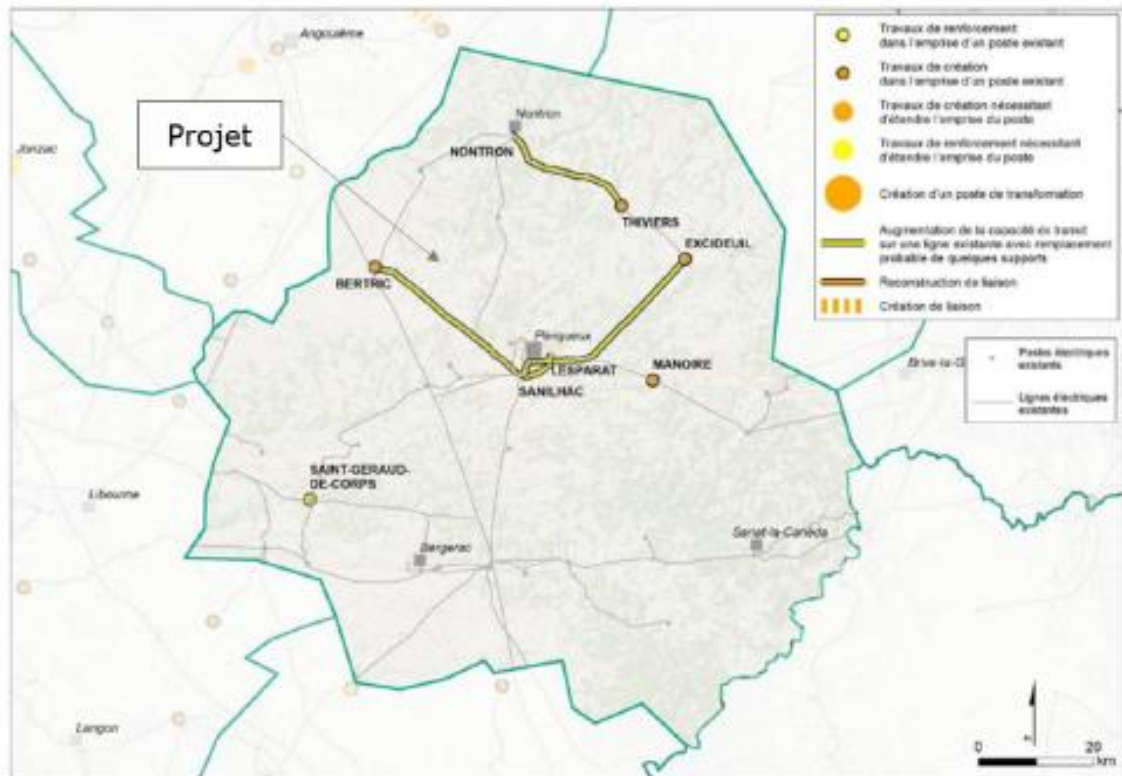 Angoulême
Projet
Nontron
Jonzac
NONTRON
THIVIERS
EXCIDEUIL
BERTRIC
Périgueux
LESPARAT
MANOIRE
SANILHAC
SAINT-GERAUD-
DE-CORPS
Libourne
Bergerac
Sarlat-la-Canéda
Langon
Brive-la-G
Travaux de renforcement
dans l'emprise d'un poste existant
Travaux de création
dans l'emprise d'un poste existant
Travaux de création nécessitant
d'étendre l'emprise du poste
Travaux de renforcement nécessitant
d'étendre l'emprise du poste
Création d'un poste de transformation
Augmentation de la capacité de transit
sur une ligne existante avec remplacement
probable de quelques supports
Reconstruction de liaison
Création de liaison
Postes électriques
existants
Lignes électriques
existantes
0 20
km